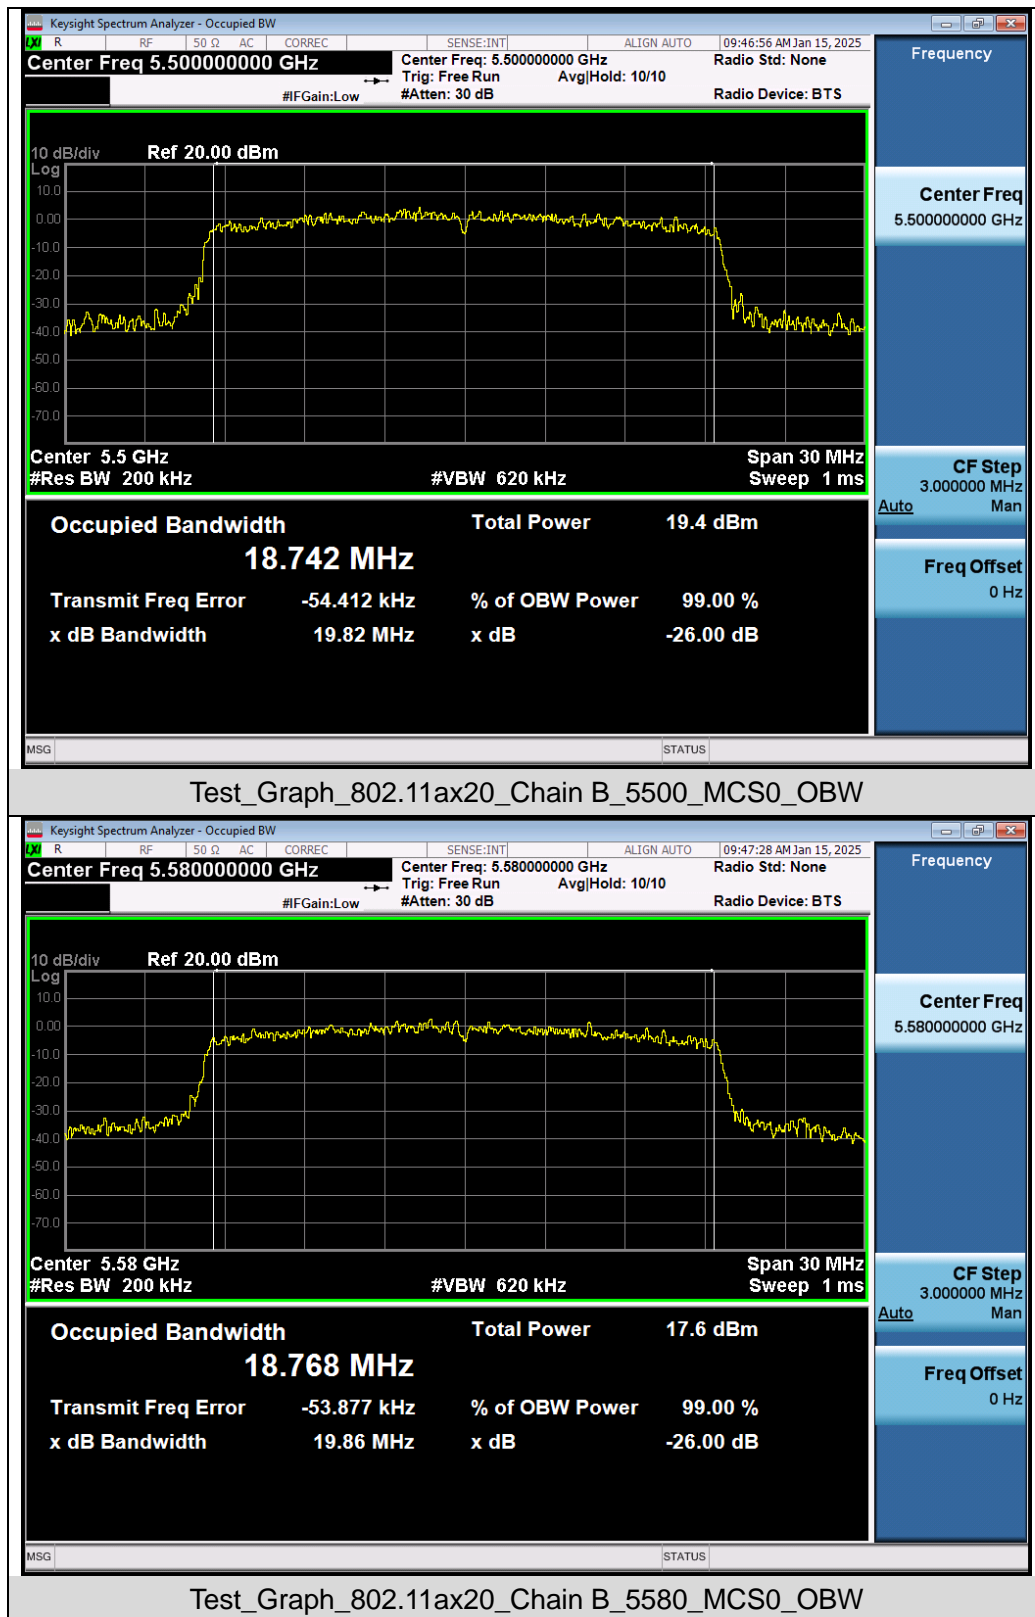 Keysight Spectrum Analyzer - Occupied BW
LXI R RF 50 Ω AC CORREC SENSE:INT ALIGN AUTO 09:46:56 AM Jan 15, 2025
Center Freq 5.500000000 GHz
Center Freq: 5.500000000 GHz
Radio Std: None
Trig: Free Run Avg|Hold: 10/10
#IFGain:Low
#Atten: 30 dB
Radio Device: BTS
Frequency
10 dB/div Ref 20.00 dBm
Log
10.0
0.00
-10.0
-20.0
-30.0
-40.0
-50.0
-60.0
-70.0
Center 5.5 GHz Span 30 MHz
#Res BW 200 kHz #VBW 620 kHz Sweep 1 ms
Center Freq
5.500000000 GHz
CF Step
3.000000 MHz
Auto Man
Freq Offset
0 Hz
Occupied Bandwidth Total Power 19.4 dBm
18.742 MHz
Transmit Freq Error -54.412 kHz % of OBW Power 99.00 %
x dB Bandwidth 19.82 MHz x dB -26.00 dB
MSG STATUS
Test_Graph_802.11ax20_Chain B_5500_MCS0_OBW
Keysight Spectrum Analyzer - Occupied BW
LXI R RF 50 Ω AC CORREC SENSE:INT ALIGN AUTO 09:47:28 AM Jan 15, 2025
Center Freq 5.580000000 GHz
Center Freq: 5.580000000 GHz
Radio Std: None
Trig: Free Run Avg|Hold: 10/10
#IFGain:Low
#Atten: 30 dB
Radio Device: BTS
Frequency
10 dB/div Ref 20.00 dBm
Log
10.0
0.00
-10.0
-20.0
-30.0
-40.0
-50.0
-60.0
-70.0
Center 5.58 GHz Span 30 MHz
#Res BW 200 kHz #VBW 620 kHz Sweep 1 ms
Center Freq
5.580000000 GHz
CF Step
3.000000 MHz
Auto Man
Freq Offset
0 Hz
Occupied Bandwidth Total Power 17.6 dBm
18.768 MHz
Transmit Freq Error -53.877 kHz % of OBW Power 99.00 %
x dB Bandwidth 19.86 MHz x dB -26.00 dB
MSG STATUS
Test_Graph_802.11ax20_Chain B_5580_MCS0_OBW